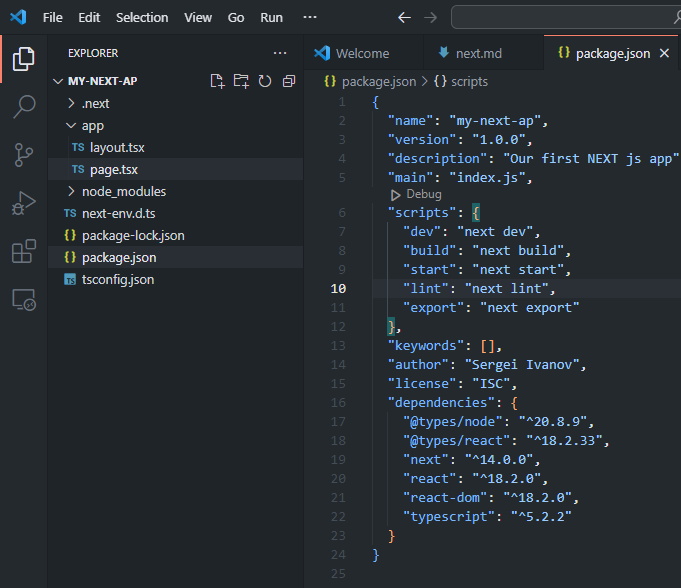 File Edit Selection View Go Run ···
EXPLORER ···
MY-NEXT-AP
.next
app
TS layout.tsx
TS page.tsx
node_modules
TS next-env.d.ts
{} package-lock.json
{} package.json
TS tsconfig.json
Welcome next.md {} package.json
{} package.json > {} scripts
1 {
2 "name": "my-next-ap",
3 "version": "1.0.0",
4 "description": "Our first NEXT js app"
5 "main": "index.js",
Debug
6 "scripts": {
7 "dev": "next dev",
8 "build": "next build",
9 "start": "next start",
10 "lint": "next lint",
11 "export": "next export"
12 },
13 "keywords": [],
14 "author": "Sergei Ivanov",
15 "license": "ISC",
16 "dependencies": {
17 "@types/node": "^20.8.9",
18 "@types/react": "^18.2.33",
19 "next": "^14.0.0",
20 "react": "^18.2.0",
21 "react-dom": "^18.2.0",
22 "typescript": "^5.2.2"
23 }
24 }
25